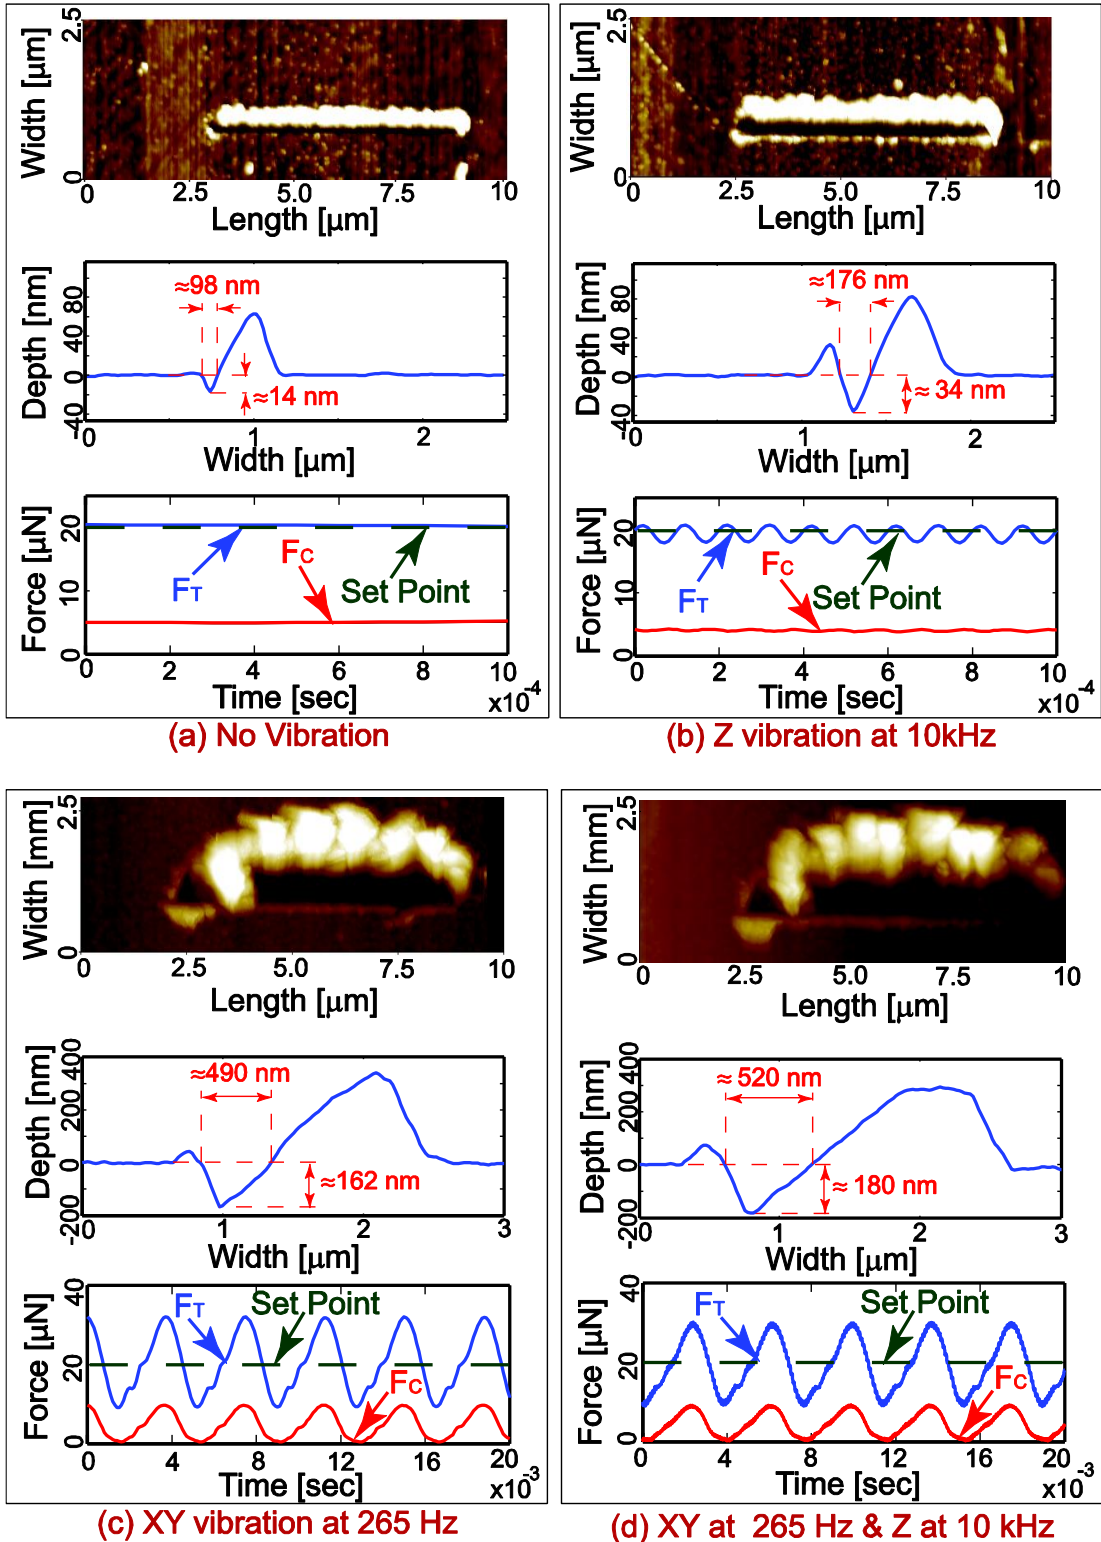 Width [μm]
2.5
0
0
2.5
5.0
7.5
10
Length [μm]
Depth [nm]
80
40
0
-40
≈98 nm
≈14 nm
0
1
2
Width [μm]
Force [μN]
20
10
0
FT
FC
Set Point
0
2
4
6
8
10
Time [sec]
x10-4
(a) No Vibration
Width [μm]
2.5
0
0
2.5
5.0
7.5
10
Length [μm]
Depth [nm]
80
40
0
-40
≈176 nm
≈ 34 nm
0
1
2
Width [μm]
Force [μN]
20
10
0
FT
FC
Set Point
0
2
4
6
8
10
Time [sec]
x10-4
(b) Z vibration at 10kHz
Width [mm]
2.5
0
0
2.5
5.0
7.5
10
Length [μm]
Depth [nm]
400
200
0
-200
≈490 nm
≈162 nm
0
1
2
3
Width [μm]
Force [μN]
40
20
0
FT
Set Point
FC
0
4
8
12
16
20
Time [sec]
x10-3
(c) XY vibration at 265 Hz
Width [mm]
2.5
0
0
2.5
5.0
7.5
10
Length [μm]
Depth [nm]
400
200
0
-200
≈ 520 nm
≈ 180 nm
0
1
2
3
Width [μm]
Force [μN]
40
20
0
FT
Set Point
FC
0
4
8
12
16
20
Time [sec]
x10-3
(d) XY at 265 Hz & Z at 10 kHz